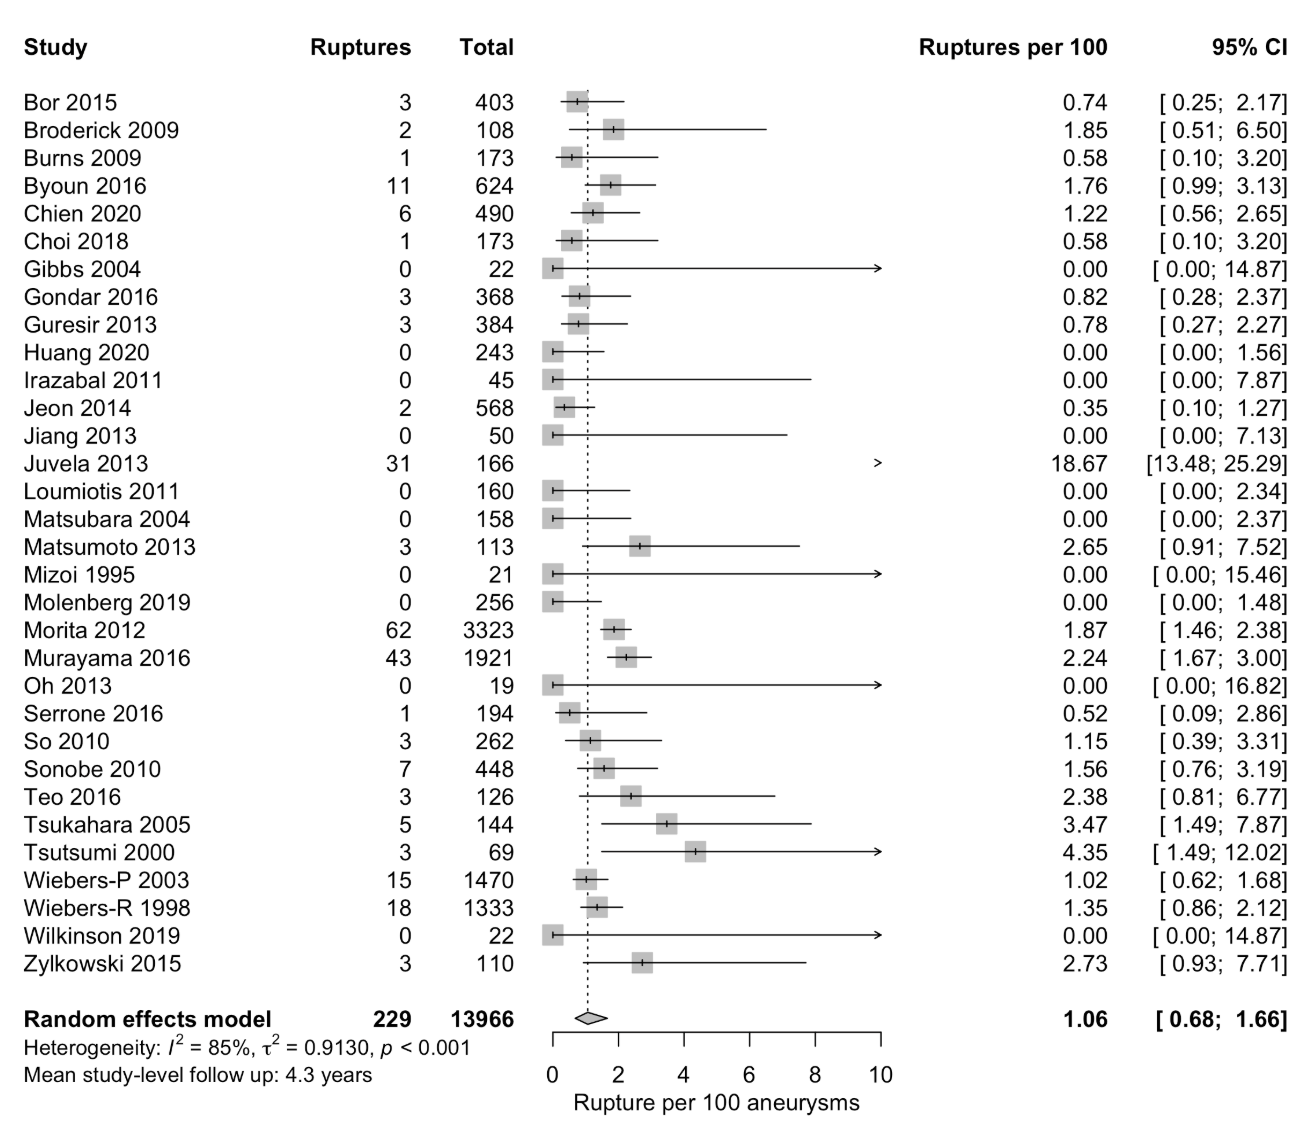 Study Ruptures Total Ruptures per 100 95% CI
Bor 2015 3 403 0.74 [ 0.25; 2.17]
Broderick 2009 2 108 1.85 [ 0.51; 6.50]
Burns 2009 1 173 0.58 [ 0.10; 3.20]
Byoun 2016 11 624 1.76 [ 0.99; 3.13]
Chien 2020 6 490 1.22 [ 0.56; 2.65]
Choi 2018 1 173 0.58 [ 0.10; 3.20]
Gibbs 2004 0 22 0.00 [ 0.00; 14.87]
Gondar 2016 3 368 0.82 [ 0.28; 2.37]
Guresir 2013 3 384 0.78 [ 0.27; 2.27]
Huang 2020 0 243 0.00 [ 0.00; 1.56]
Irazabal 2011 0 45 0.00 [ 0.00; 7.87]
Jeon 2014 2 568 0.35 [ 0.10; 1.27]
Jiang 2013 0 50 0.00 [ 0.00; 7.13]
Juvela 2013 31 166 18.67 [13.48; 25.29]
Loumiotis 2011 0 160 0.00 [ 0.00; 2.34]
Matsubara 2004 0 158 0.00 [ 0.00; 2.37]
Matsumoto 2013 3 113 2.65 [ 0.91; 7.52]
Mizoi 1995 0 21 0.00 [ 0.00; 15.46]
Molenberg 2019 0 256 0.00 [ 0.00; 1.48]
Morita 2012 62 3323 1.87 [ 1.46; 2.38]
Murayama 2016 43 1921 2.24 [ 1.67; 3.00]
Oh 2013 0 19 0.00 [ 0.00; 16.82]
Serrone 2016 1 194 0.52 [ 0.09; 2.86]
So 2010 3 262 1.15 [ 0.39; 3.31]
Sonobe 2010 7 448 1.56 [ 0.76; 3.19]
Teo 2016 3 126 2.38 [ 0.81; 6.77]
Tsukahara 2005 5 144 3.47 [ 1.49; 7.87]
Tsutsumi 2000 3 69 4.35 [ 1.49; 12.02]
Wiebers-P 2003 15 1470 1.02 [ 0.62; 1.68]
Wiebers-R 1998 18 1333 1.35 [ 0.86; 2.12]
Wilkinson 2019 0 22 0.00 [ 0.00; 14.87]
Zylkowski 2015 3 110 2.73 [ 0.93; 7.71]
Random effects model 229 13966 1.06 [ 0.68; 1.66]
Heterogeneity: I² = 85%, τ² = 0.9130, p < 0.001
Mean study-level follow up: 4.3 years
0 2 4 6 8 10
Rupture per 100 aneurysms